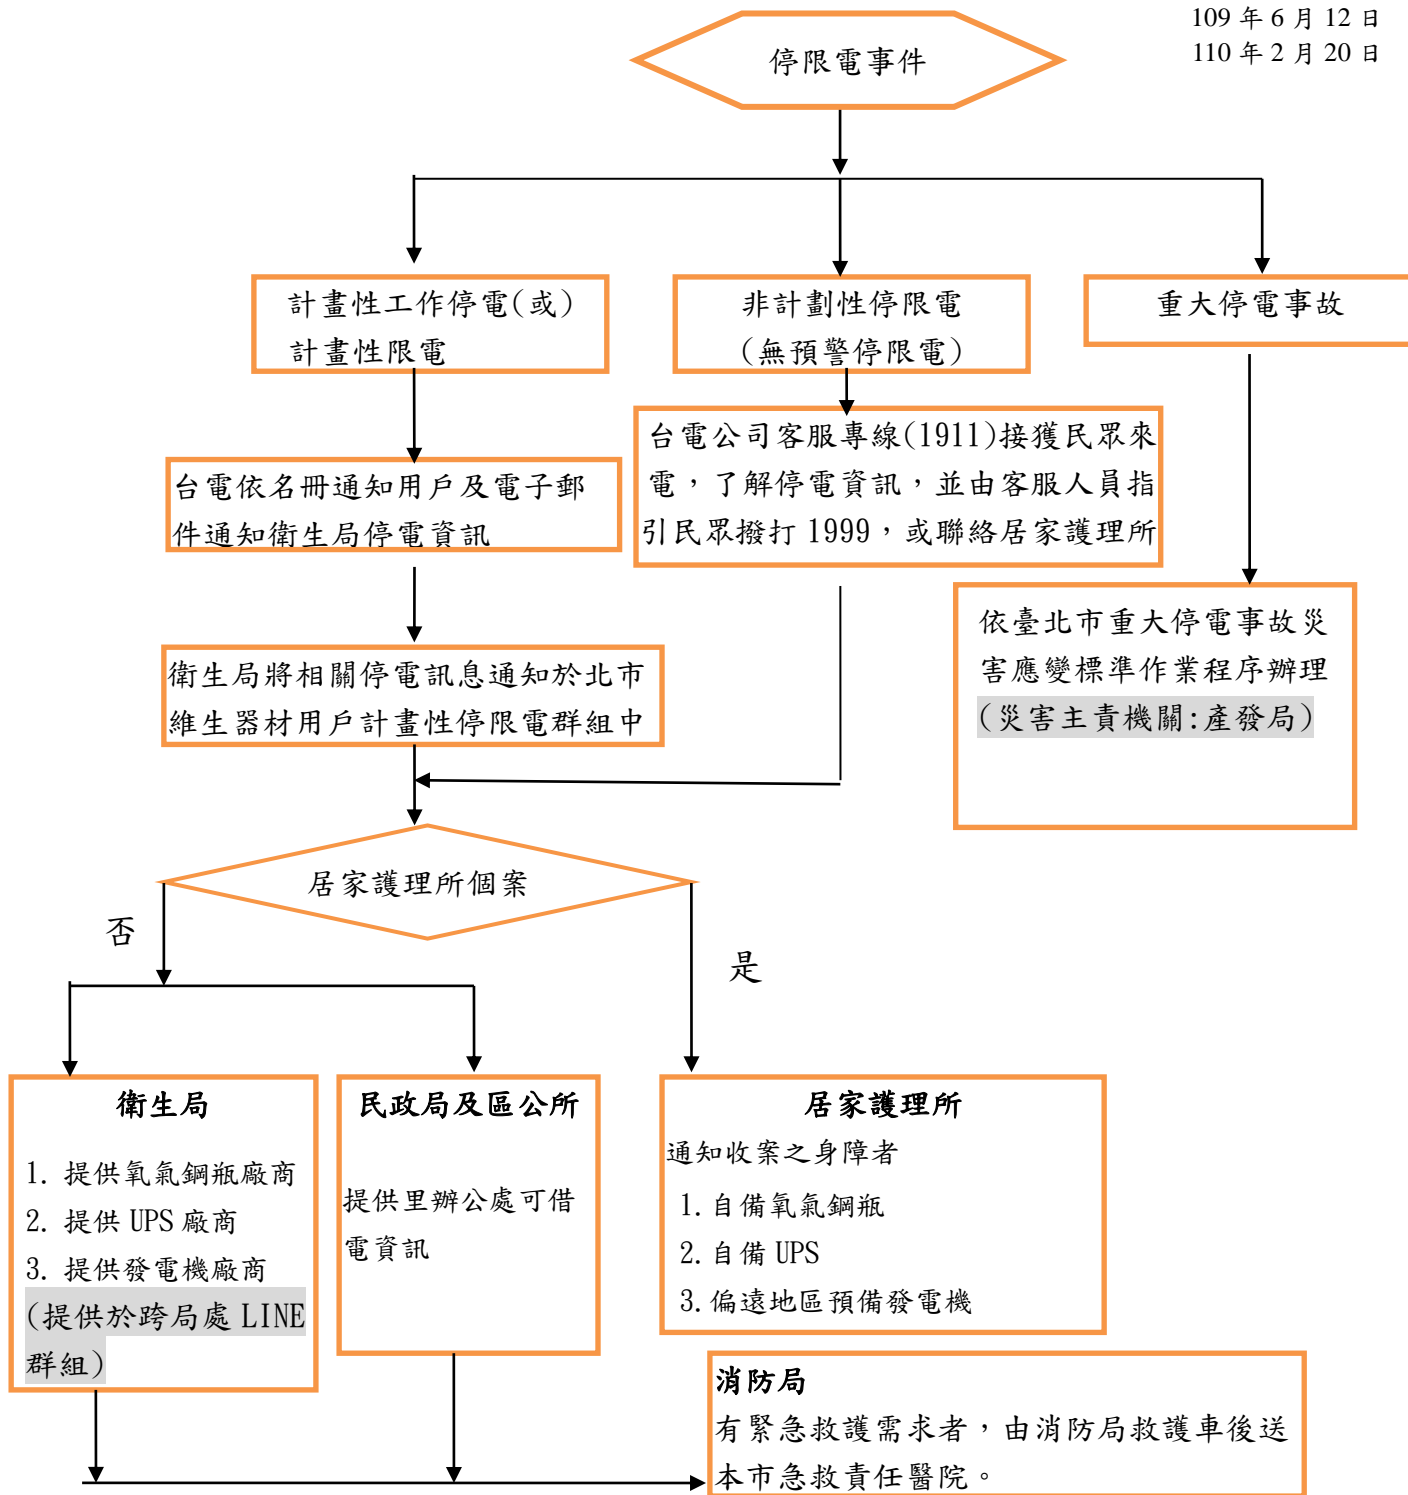 109 年 6 月 12 日
110 年 2 月 20 日
停限電事件
計畫性工作停電(或)
計畫性限電
非計劃性停限電
(無預警停限電)
重大停電事故
台電依名冊通知用戶及電子郵
件通知衛生局停電資訊
台電公司客服專線(1911)接獲民眾來
電，了解停電資訊，並由客服人員指
引民眾撥打 1999，或聯絡居家護理所
依臺北市重大停電事故災
害應變標準作業程序辦理
(災害主責機關:產發局)
衛生局將相關停電訊息通知於北市
維生器材用戶計畫性停限電群組中
居家護理所個案
否
是
衛生局
1. 提供氧氣鋼瓶廠商
2. 提供 UPS 廠商
3. 提供發電機廠商
(提供於跨局處 LINE
群組)
民政局及區公所
提供里辦公處可借
電資訊
居家護理所
通知收案之身障者
1. 自備氧氣鋼瓶
2. 自備 UPS
3. 偏遠地區預備發電機
消防局
有緊急救護需求者，由消防局救護車後送
本市急救責任醫院。